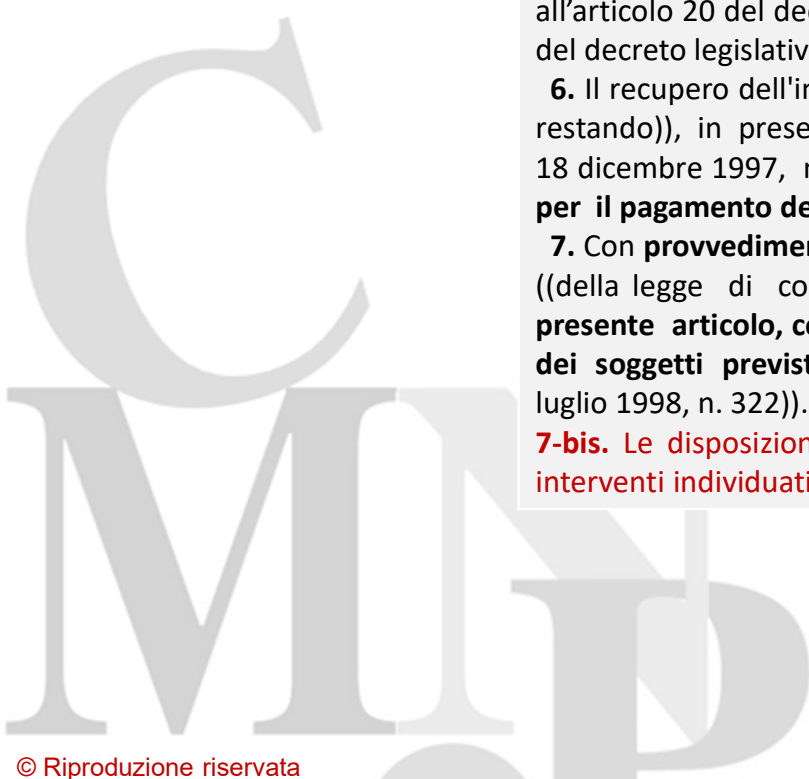 all’articolo 20 del dec
del decreto legislativ
6. Il recupero dell'in
restando)), in prese
18 dicembre 1997, n
per il pagamento de
7. Con provvedimen
((della legge di co
presente articolo, co
dei soggetti previst
luglio 1998, n. 322)).
7-bis. Le disposizion
interventi individuati
C
M N
P
© Riproduzione riservata